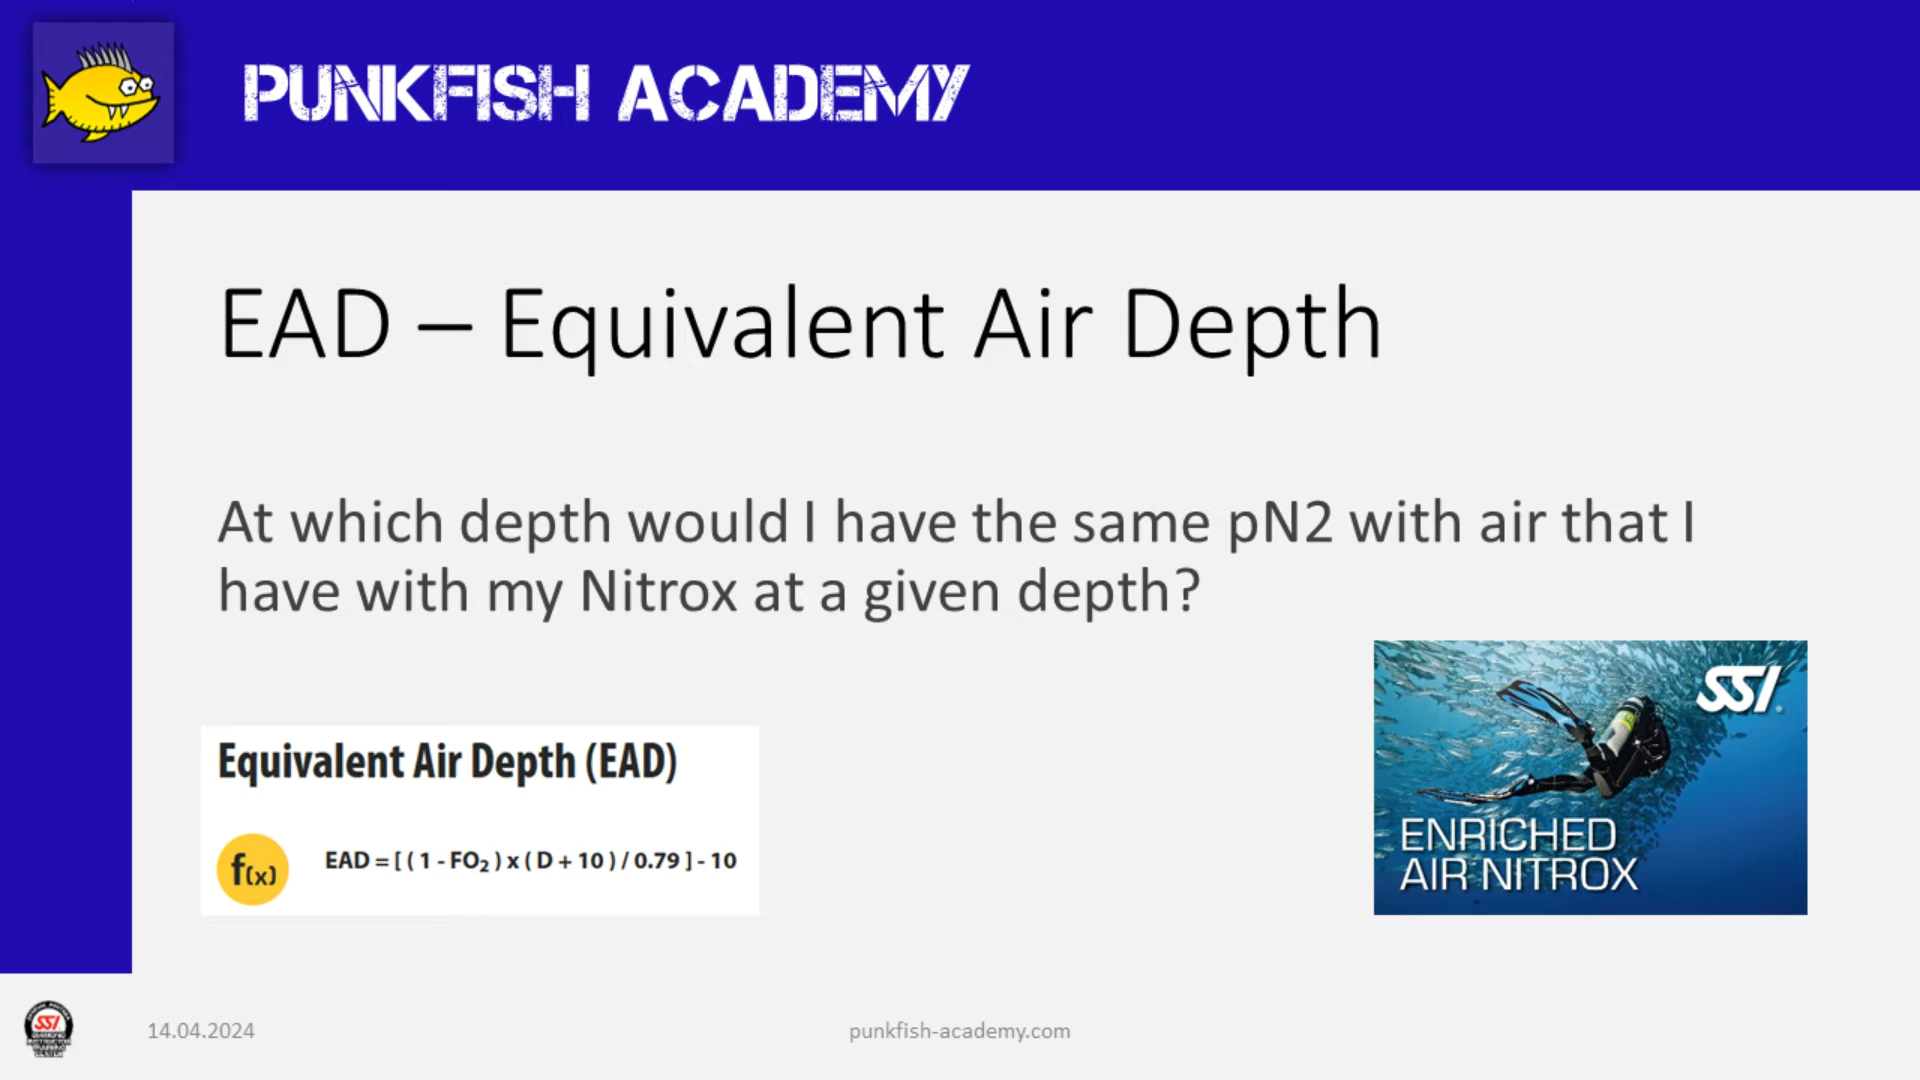 PUNKFISH ACADEMY
EAD – Equivalent Air Depth
At which depth would I have the same pN2 with air that I
have with my Nitrox at a given depth?
Equivalent Air Depth (EAD)
f(x)
EAD = [ ( 1 - FO₂ ) x ( D + 10 ) / 0.79 ] - 10
SSI
ENRICHED
AIR NITROX
SSI
14.04.2024
punkfish-academy.com